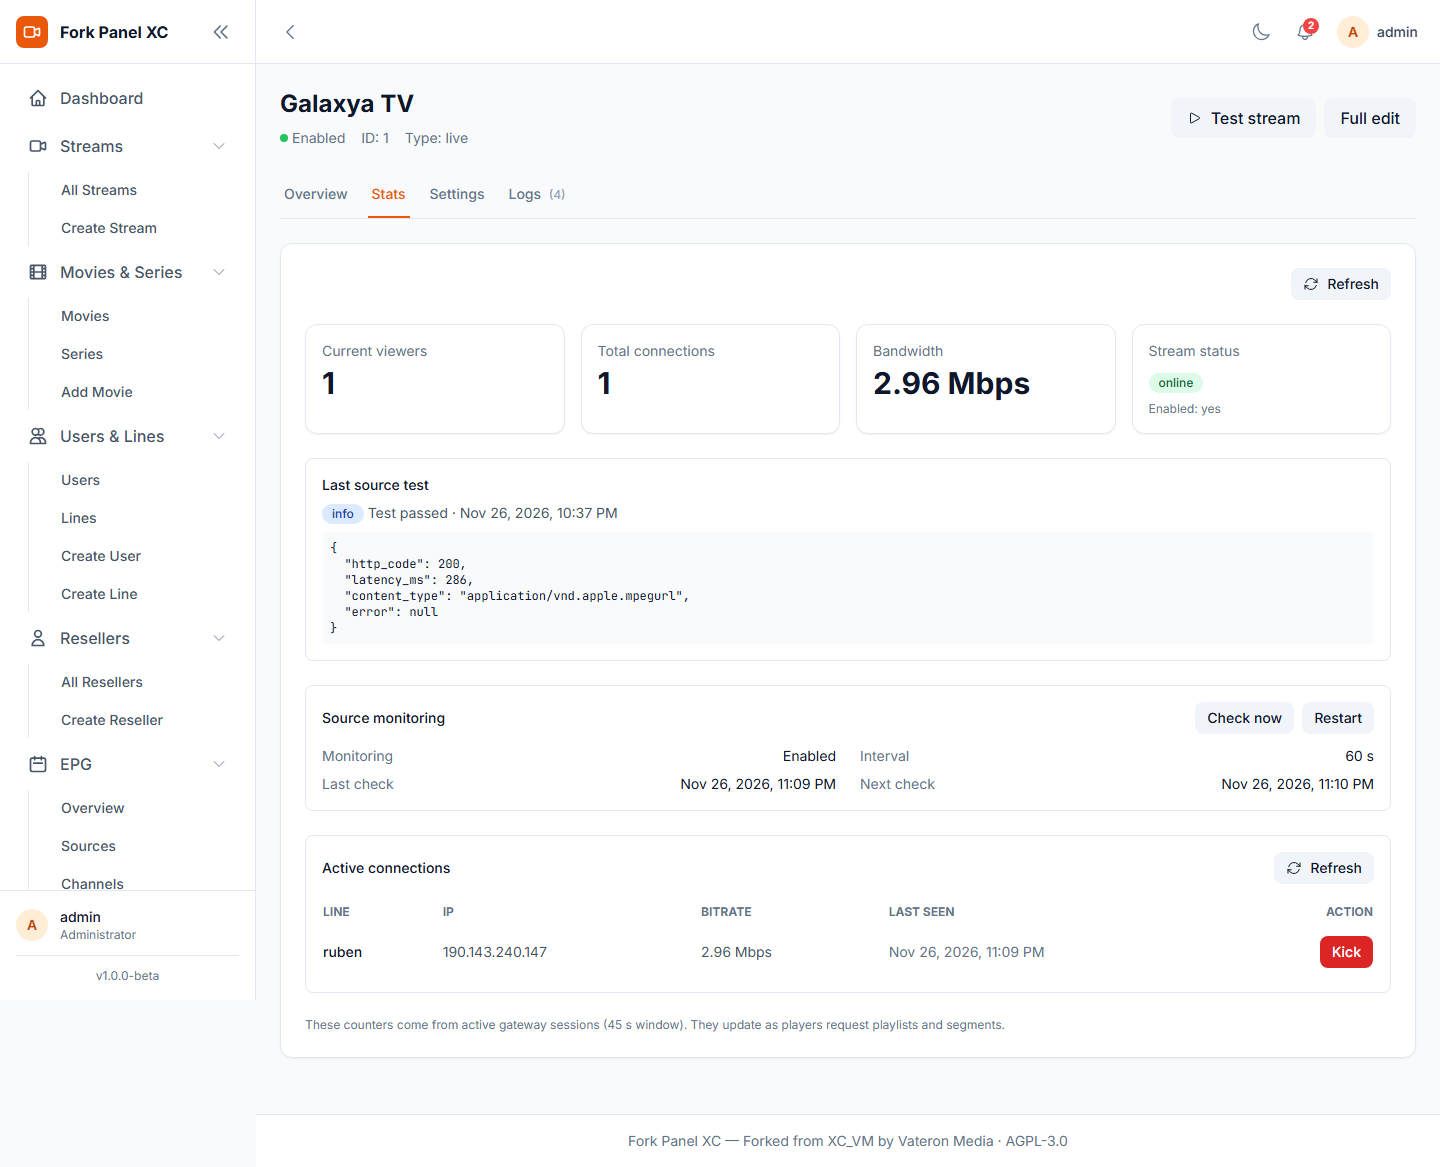 Fork Panel XC
2
A
admin
Dashboard
Streams
All Streams
Create Stream
Movies & Series
Movies
Series
Add Movie
Users & Lines
Users
Lines
Create User
Create Line
Resellers
All Resellers
Create Reseller
EPG
Overview
Sources
Channels
A
admin
Administrator
v1.0.0-beta
Galaxya TV
Enabled ID: 1 Type: live
Test stream
Full edit
Overview Stats Settings Logs (4)
Refresh
Current viewers
1
Total connections
1
Bandwidth
2.96 Mbps
Stream status
online
Enabled: yes
Last source test
info Test passed · Nov 26, 2026, 10:37 PM
{
"http_code": 200,
"latency_ms": 286,
"content_type": "application/vnd.apple.mpegurl",
"error": null
}
Source monitoring
Check now
Restart
Monitoring Enabled Interval 60 s
Last check Nov 26, 2026, 11:09 PM Next check Nov 26, 2026, 11:10 PM
Active connections
Refresh
LINE IP BITRATE LAST SEEN ACTION
ruben 190.143.240.147 2.96 Mbps Nov 26, 2026, 11:09 PM Kick
These counters come from active gateway sessions (45 s window). They update as players request playlists and segments.
Fork Panel XC — Forked from XC_VM by Vateron Media · AGPL-3.0